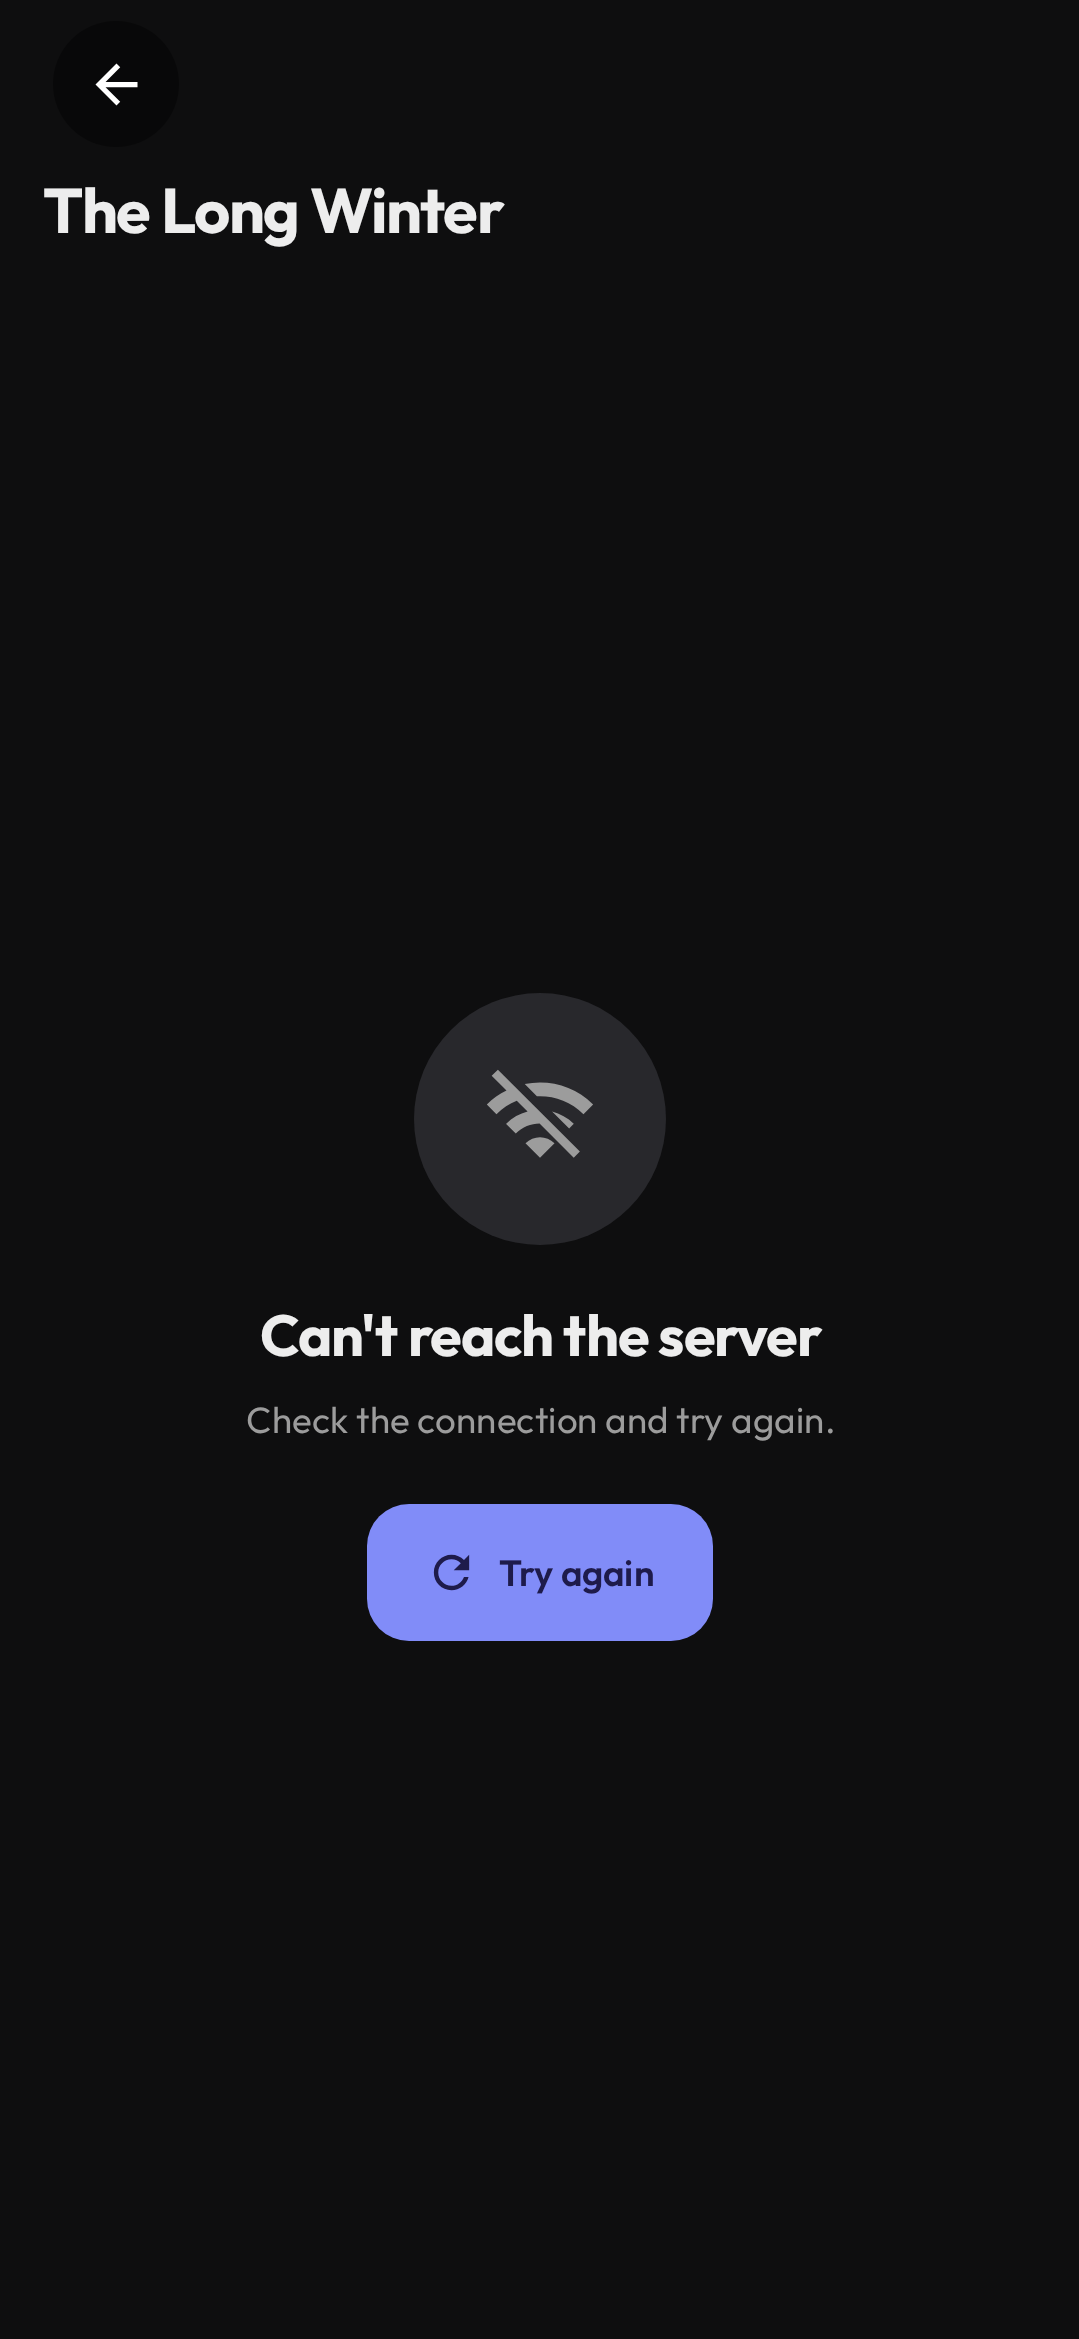 The Long Winter
Can't reach the server
Check the connection and try again.
Try again